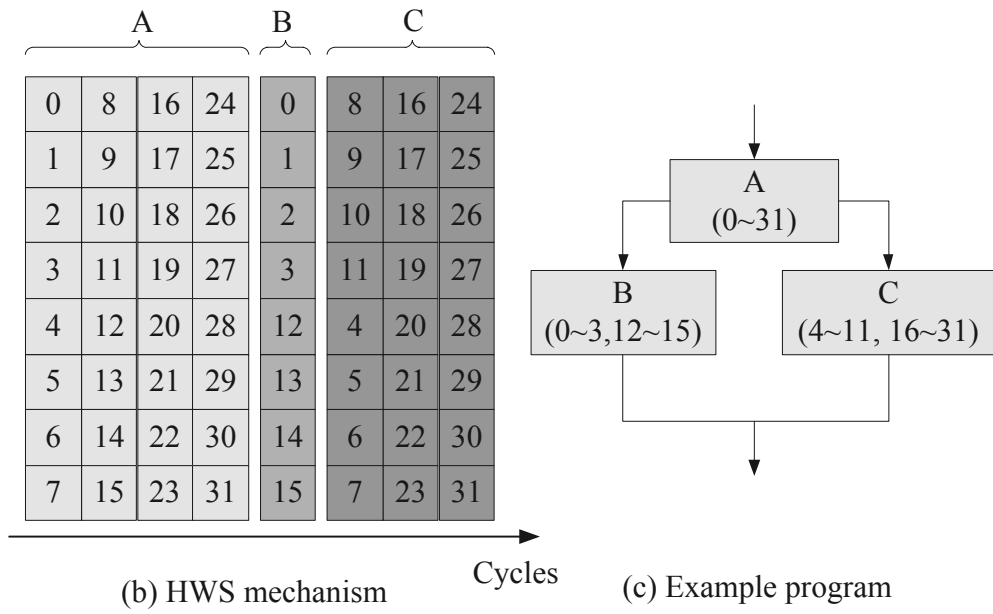 A B C
0 8 16 24 0 8 16 24
1 9 17 25 1 9 17 25
2 10 18 26 2 10 18 26
3 11 19 27 3 11 19 27
4 12 20 28 12 4 20 28
5 13 21 29 13 5 21 29
6 14 22 30 14 6 22 30
7 15 23 31 15 7 23 31
Cycles
(b) HWS mechanism
A
(0~31)
B
(0~3,12~15)
C
(4~11, 16~31)
(c) Example program